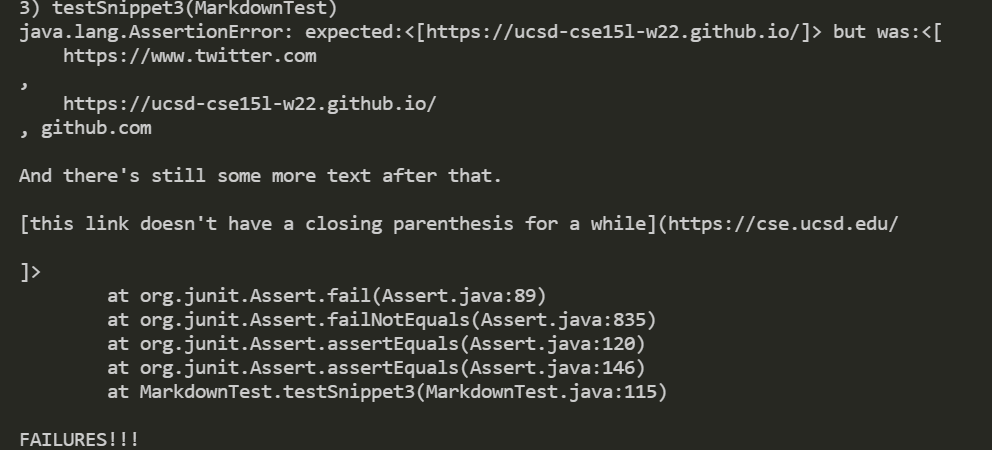 3) testSnippet3(MarkdownTest)
java.lang.AssertionError: expected:<[https://ucsd-cse15l-w22.github.io/]> but was:<[
    https://www.twitter.com
,
    https://ucsd-cse15l-w22.github.io/
, github.com

And there's still some more text after that.

[this link doesn't have a closing parenthesis for a while](https://cse.ucsd.edu/

]>
        at org.junit.Assert.fail(Assert.java:89)
        at org.junit.Assert.failNotEquals(Assert.java:835)
        at org.junit.Assert.assertEquals(Assert.java:120)
        at org.junit.Assert.assertEquals(Assert.java:146)
        at MarkdownTest.testSnippet3(MarkdownTest.java:115)

FAILURES!!!